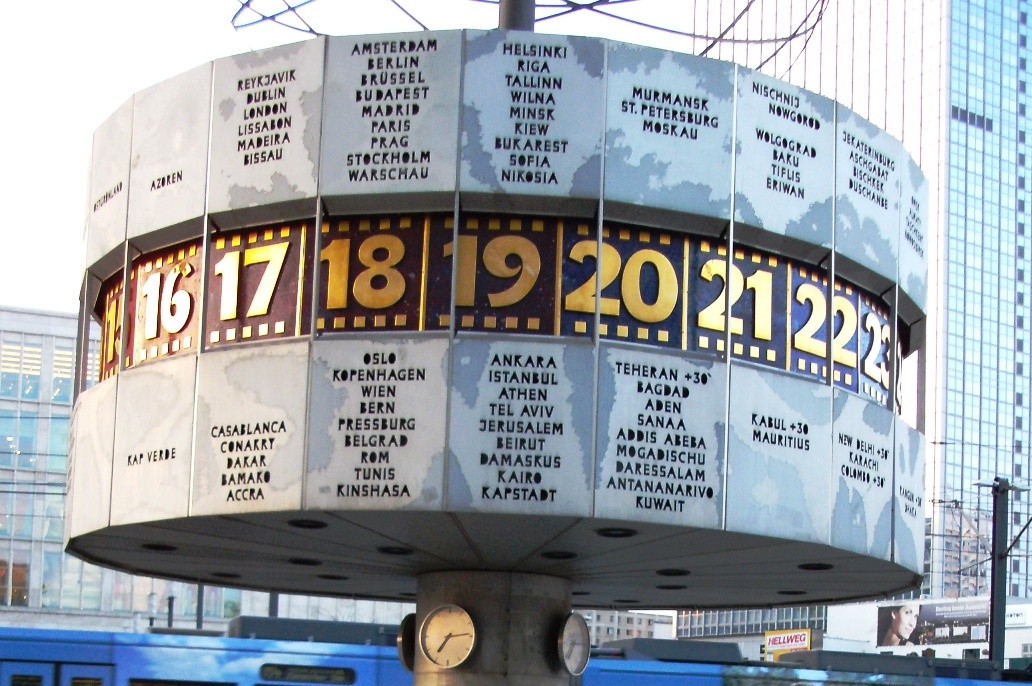 AZOREN
REYKJAVIK
DUBLIN
LONDON
LISSABON
MADEIRA
BISSAU
AMSTERDAM
BERLIN
BRÜSSEL
BUDAPEST
MADRID
PARIS
PRAG
STOCKHOLM
WARSCHAU
HELSINKI
RIGA
TALLINN
WILNA
MINSK
KIEW
BUKAREST
SOFIA
NIKOSIA
MURMANSK
ST. PETERSBURG
MOSKAU
NISCHNIJ
NOWGOROD
WOLGOGRAD
BAKU
TIFLIS
ERIWAN
JEKATERINBURG
ASCHGABAT
BISCHKEK
DUSCHANBE
16 17 18 19 20 21 22 23
KAP VERDE
CASABLANCA
CONAKRY
DAKAR
BAMAKO
ACCRA
OSLO
KOPENHAGEN
WIEN
BERN
PRESSBURG
BELGRAD
ROM
TUNIS
KINSHASA
ANKARA
ISTANBUL
ATHEN
TEL AVIV
JERUSALEM
BEIRUT
DAMASKUS
KAIRO
KAPSTADT
TEHERAN +30'
BAGDAD
ADEN
SANAA
ADDIS ABEBA
MOGADISCHU
DARESSALAM
ANTANANARIVO
KUWAIT
KABUL +30
MAURITIUS
NEW DELHI +30'
KARACHI
COLOMBO +30'
HELLWEG